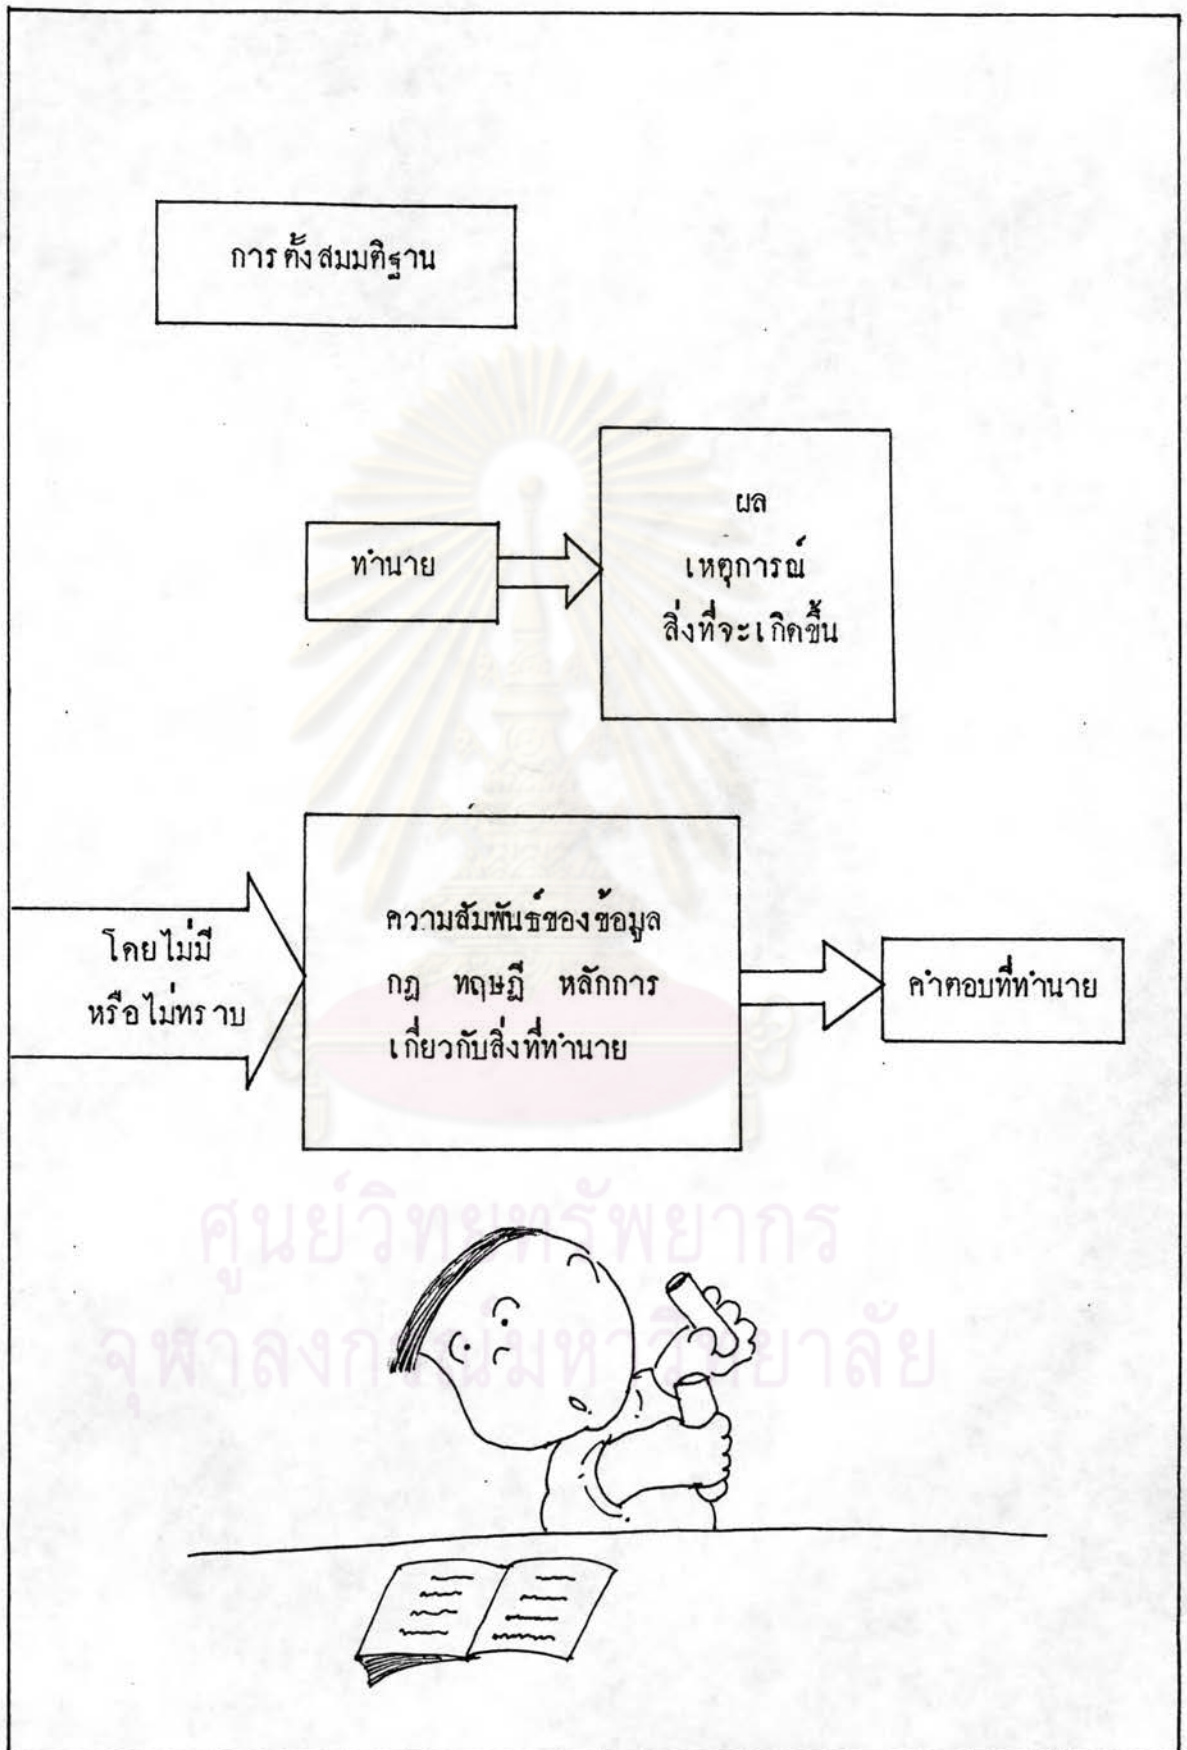 การตั้งสมมติฐาน
ทำนาย
ผล
เหตุการณ์
สิ่งที่จะเกิดขึ้น
โดยไม่มี
หรือไม่ทราบ
ความสัมพันธ์ของข้อมูล
กฎ ทฤษฎี หลักการ
เกี่ยวกับสิ่งที่ทำนาย
คำตอบที่ทำนาย
ศูนย์วิทยทรัพยากร
จุฬาลงกรณ์มหาวิทยาลัย